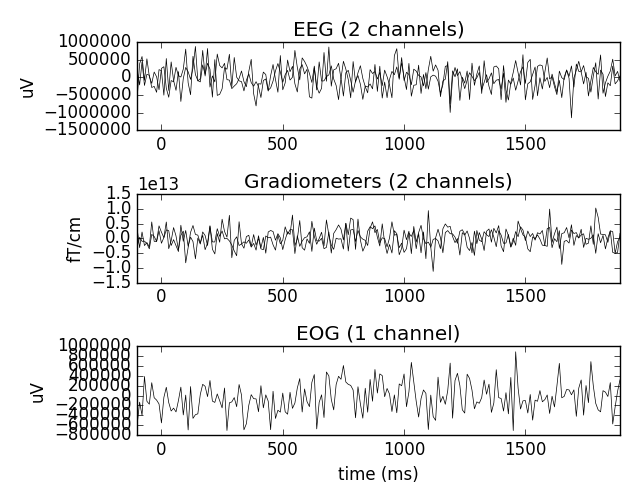 EEG (2 channels)
1000000
500000
0
−500000
−1000000
−1500000
uV
0 500 1000 1500
1e13
Gradiometers (2 channels)
1.5
1.0
0.5
0.0
−0.5
−1.0
−1.5
fT/cm
0 500 1000 1500
EOG (1 channel)
1000000
800000
600000
400000
200000
0
−200000
−400000
−600000
−800000
uV
0 500 1000 1500
time (ms)